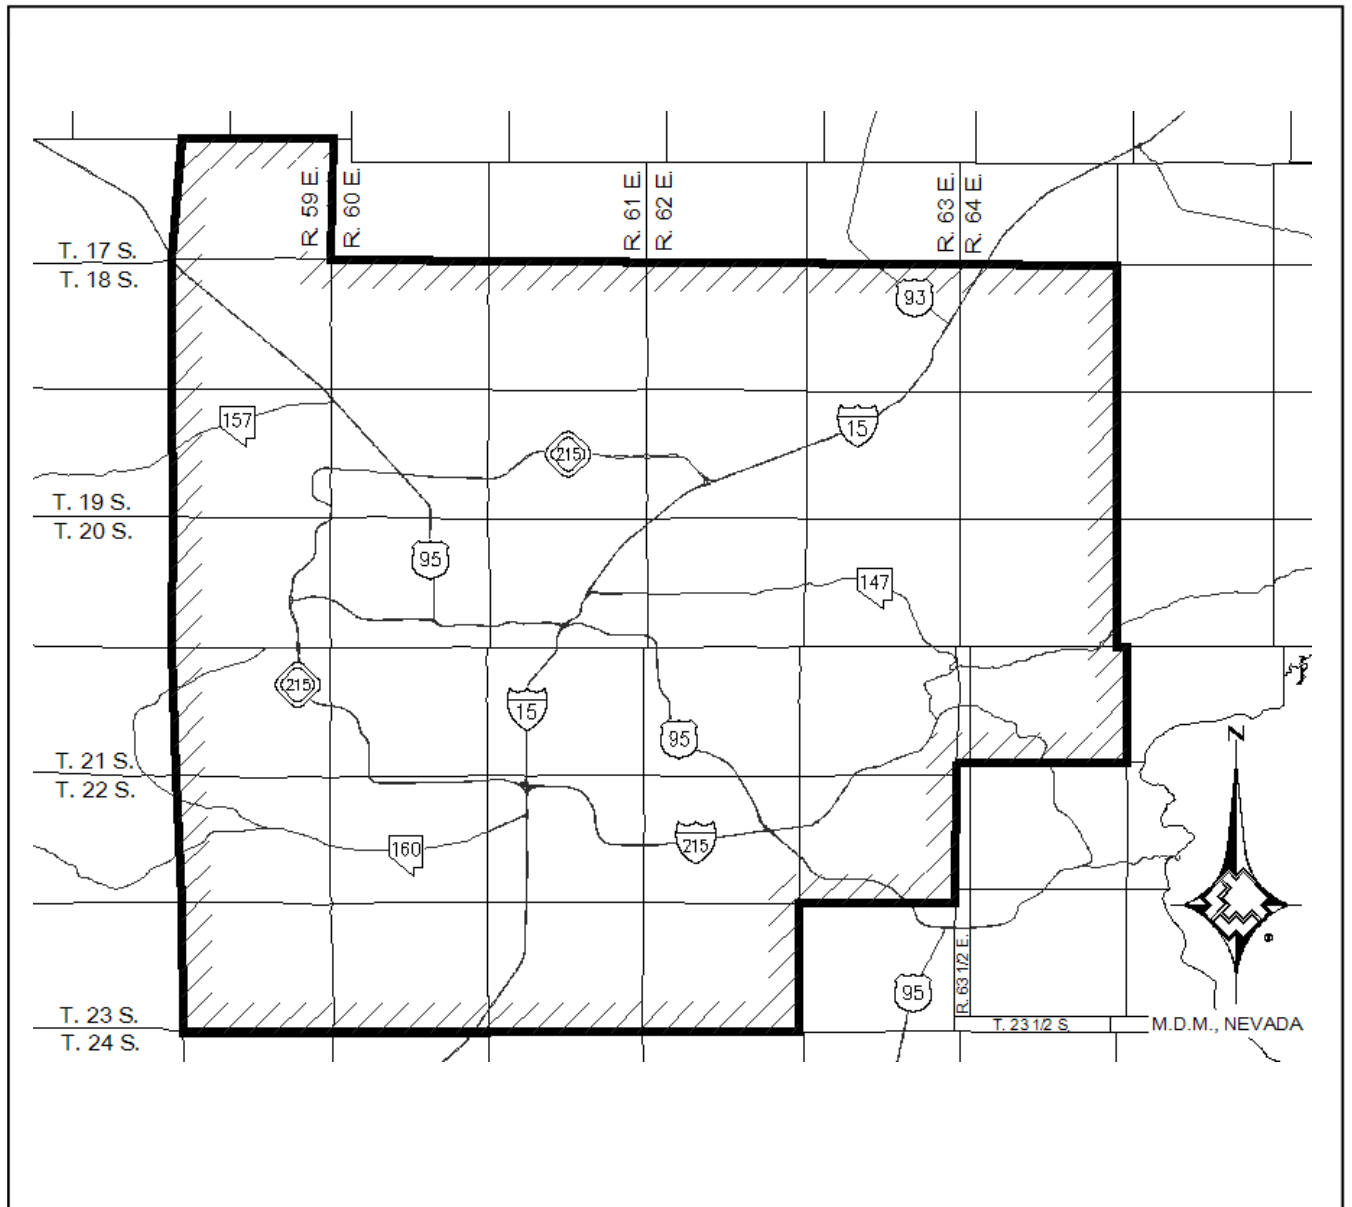 R. 59 E.
R. 60 E.
R. 61 E.
R. 62 E.
R. 63 E.
R. 64 E.
T. 17 S.
T. 18 S.
93
157
15
215
T. 19 S.
T. 20 S.
95
147
215
15
95
N
T. 21 S.
T. 22 S.
160
215
R. 63 1/2 E.
95
T. 23 S.
T. 24 S.
T. 23 1/2 S.
M.D.M., NEVADA